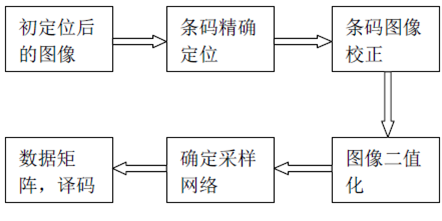 初定位后
的图像
条码精确
定位
条码图像
校正
图像二值
化
确定采样
网络
数据矩
阵，译码